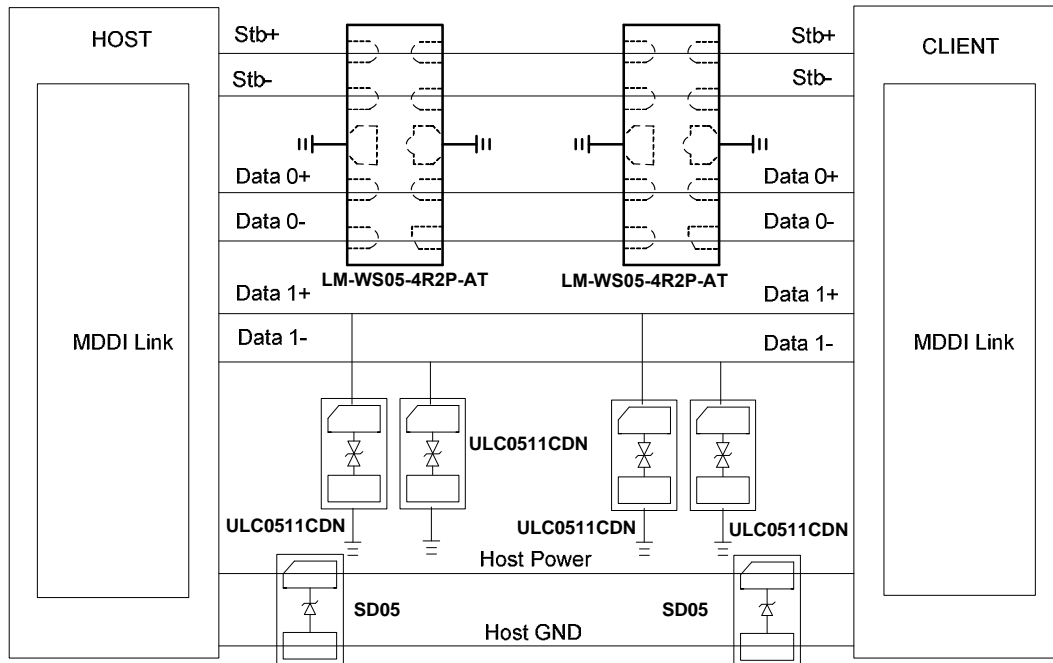 HOST
CLIENT
Stb+
Stb+
Stb-
Stb-
Data 0+
Data 0+
Data 0-
Data 0-
LM-WS05-4R2P-AT
LM-WS05-4R2P-AT
Data 1+
Data 1+
MDDI Link
Data 1-
Data 1-
MDDI Link
ULC0511CDN
ULC0511CDN
ULC0511CDN
ULC0511CDN
Host Power
SD05
SD05
Host GND